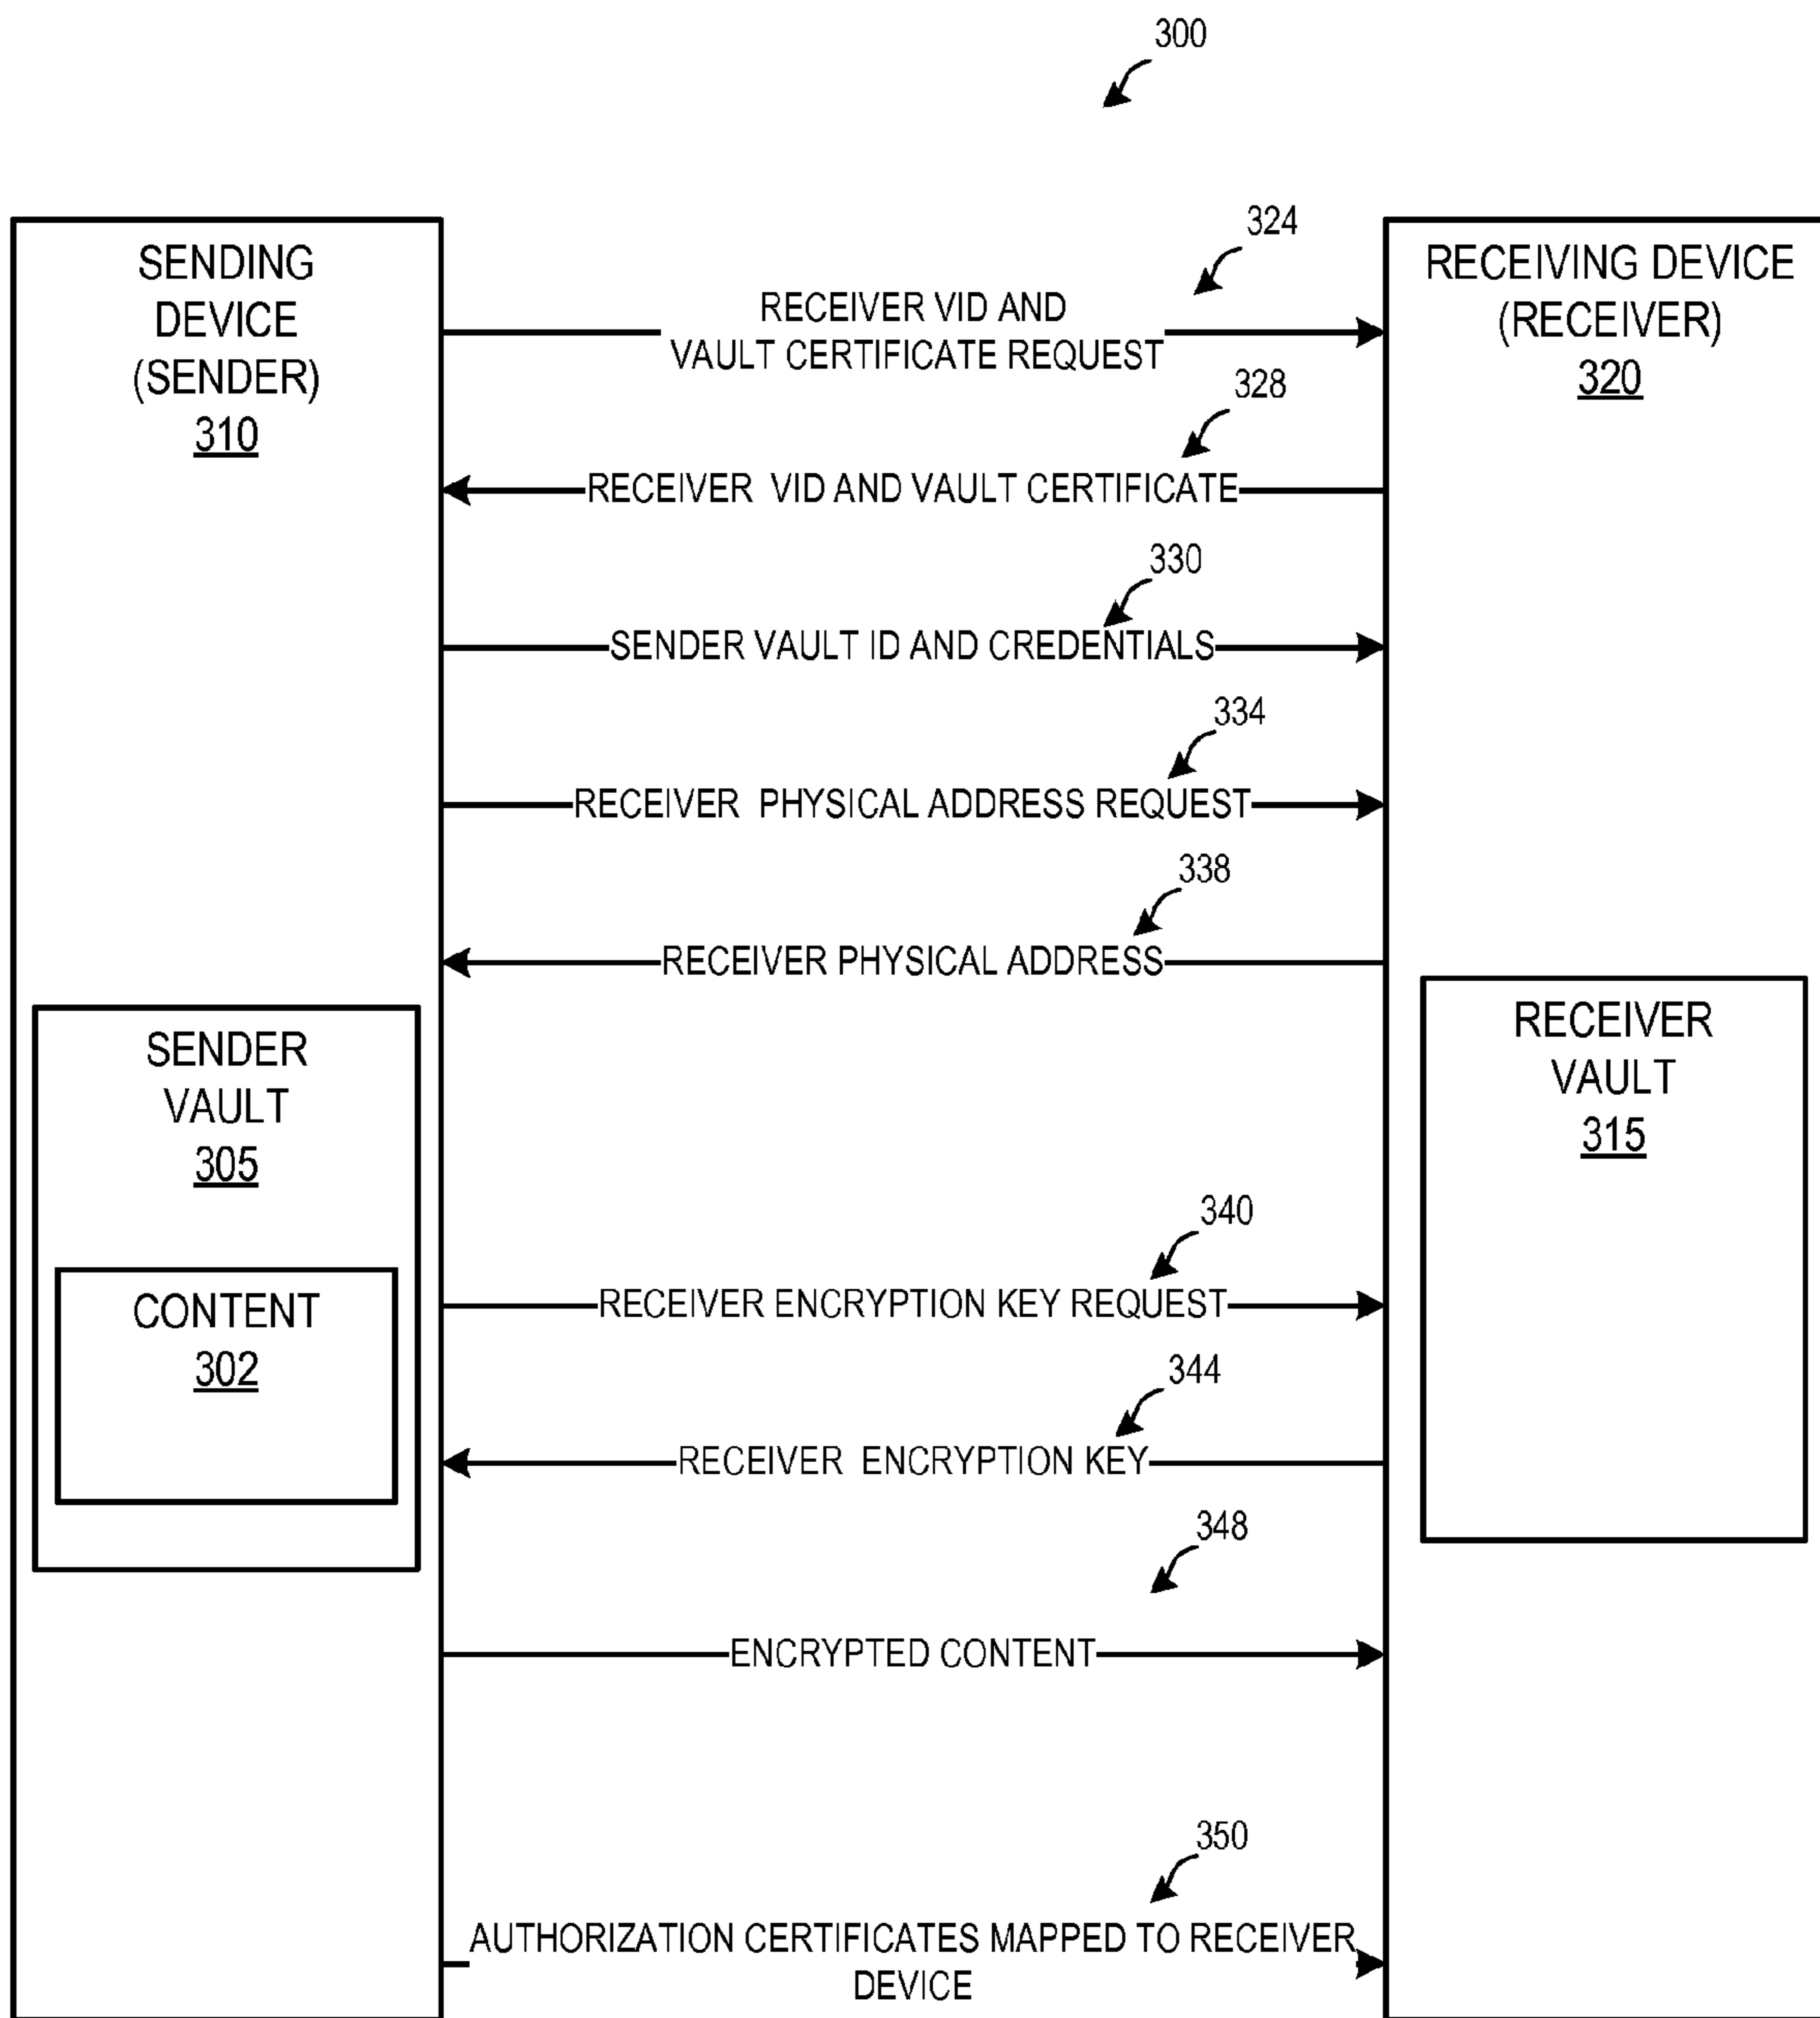 300
SENDING
DEVICE
(SENDER)
310
RECEIVING DEVICE
(RECEIVER)
320
324
RECEIVER VID AND
VAULT CERTIFICATE REQUEST
328
RECEIVER VID AND VAULT CERTIFICATE
330
SENDER VAULT ID AND CREDENTIALS
334
RECEIVER PHYSICAL ADDRESS REQUEST
338
RECEIVER PHYSICAL ADDRESS
SENDER
VAULT
305
RECEIVER
VAULT
315
CONTENT
302
340
RECEIVER ENCRYPTION KEY REQUEST
344
RECEIVER ENCRYPTION KEY
348
ENCRYPTED CONTENT
350
AUTHORIZATION CERTIFICATES MAPPED TO RECEIVER
DEVICE